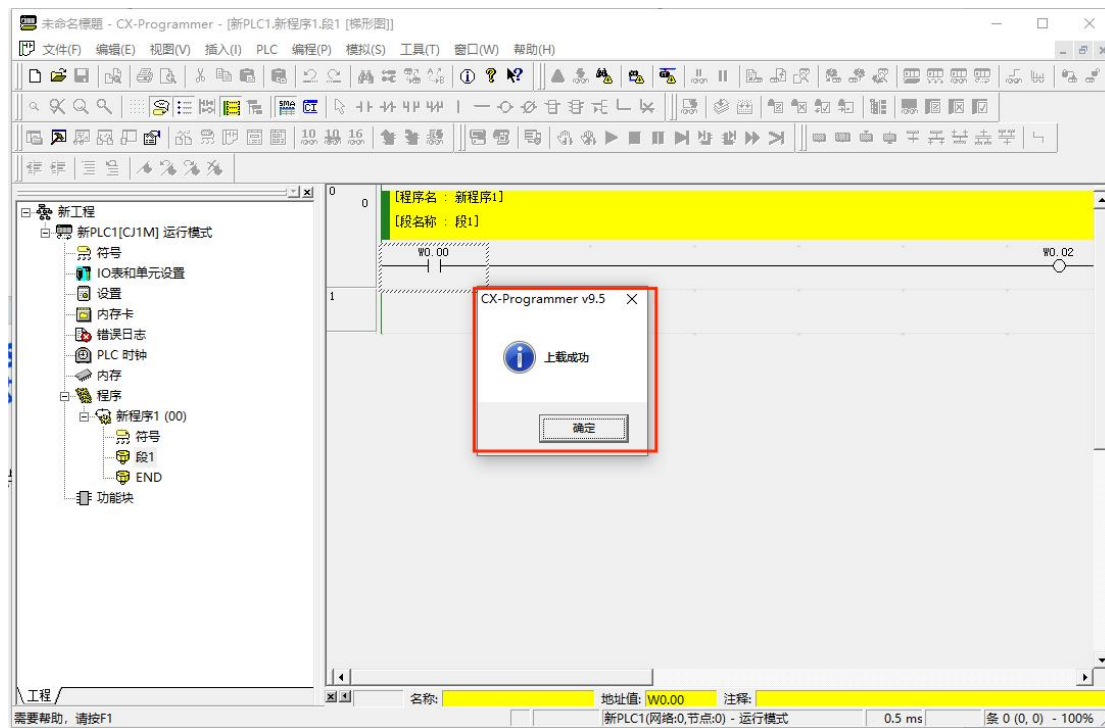 未命名標題 - CX-Programmer - [新PLC1.新程序1.段1 [梯形图]]
文件(F) 编辑(E) 视图(V) 插入(I) PLC 编程(P) 模拟(S) 工具(T) 窗口(W) 帮助(H)
SMA CI
10 16 16
0 0 [程序名 : 新程序1]
[段名称 : 段1]
新工程
新PLC1[CJ1M] 运行模式
符号
IO表和单元设置
设置
内存卡
错误日志
PLC 时钟
内存
程序
新程序1 (00)
符号
段1
END
功能块
W0.00 W0.02
1
CX-Programmer v9.5
上载成功
确定
工程
名称: 地址值: W0.00 注释:
需要帮助, 请按F1 新PLC1(网络:0,节点:0) - 运行模式 0.5 ms 条 0 (0, 0) - 100%